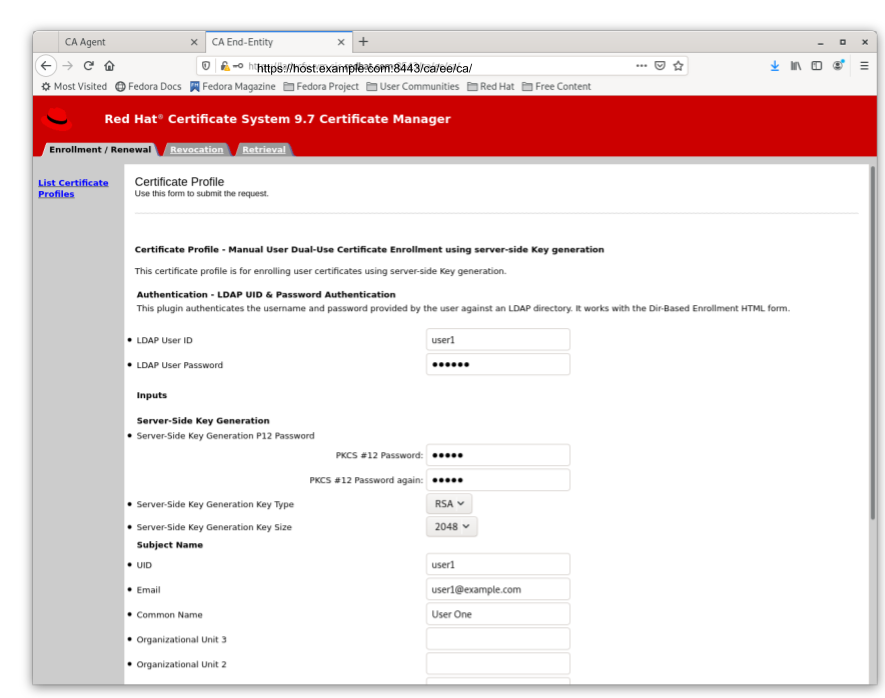 CA Agent × CA End-Entity × +
https://host.example.com:8443/ca/ee/ca/
Most Visited Fedora Docs Fedora Magazine Fedora Project User Communities Red Hat Free Content
Red Hat® Certificate System 9.7 Certificate Manager
Enrollment / Renewal Revocation Retrieval
List Certificate
Profiles
Certificate Profile
Use this form to submit the request.
Certificate Profile - Manual User Dual-Use Certificate Enrollment using server-side Key generation
This certificate profile is for enrolling user certificates using server-side Key generation.
Authentication - LDAP UID & Password Authentication
This plugin authenticates the username and password provided by the user against an LDAP directory. It works with the Dir-Based Enrollment HTML form.
• LDAP User ID user1
• LDAP User Password ••••••
Inputs
Server-Side Key Generation
• Server-Side Key Generation P12 Password
PKCS #12 Password: •••••
PKCS #12 Password again: •••••
• Server-Side Key Generation Key Type RSA
• Server-Side Key Generation Key Size 2048
Subject Name
• UID user1
• Email user1@example.com
• Common Name User One
• Organizational Unit 3
• Organizational Unit 2